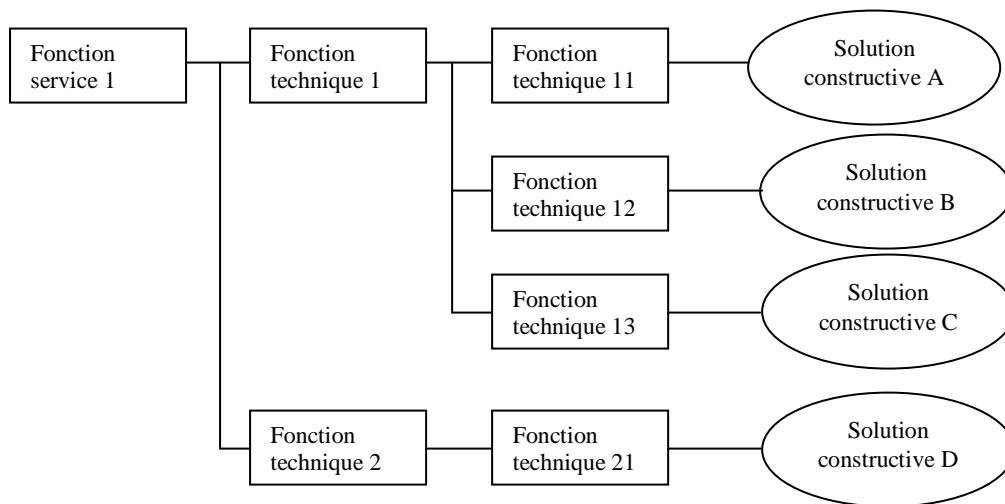 Fonction
service 1
Fonction
technique 1
Fonction
technique 11
Solution
constructive A
Fonction
technique 12
Solution
constructive B
Fonction
technique 13
Solution
constructive C
Fonction
technique 2
Fonction
technique 21
Solution
constructive D